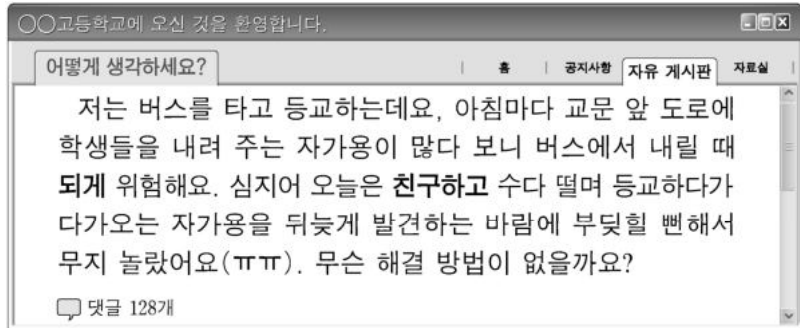 ○○고등학교에 오신 것을 환영합니다.
어떻게 생각하세요? | 홈 | 공지사항 자유 게시판 자료실 |
저는 버스를 타고 등교하는데요, 아침마다 교문 앞 도로에
학생들을 내려 주는 자가용이 많다 보니 버스에서 내릴 때
되게 위험해요. 심지어 오늘은 친구하고 수다 떨며 등교하다가
다가오는 자가용을 뒤늦게 발견하는 바람에 부딪힐 뻔해서
무지 놀랐어요(ㅠㅠ). 무슨 해결 방법이 없을까요?
댓글 128개